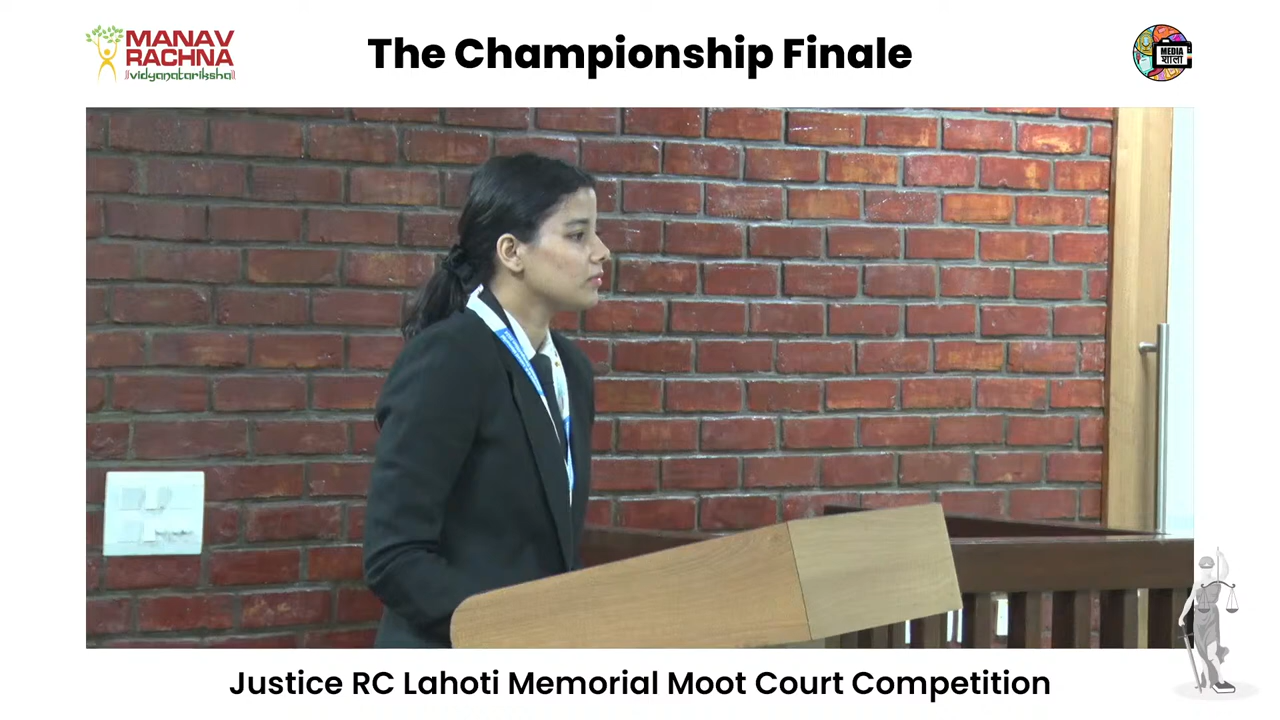 MANAV
RACHNA
॥vidyanatariksha॥
The Championship Finale
MEDIA
शाला
Justice RC Lahoti Memorial Moot Court Competition